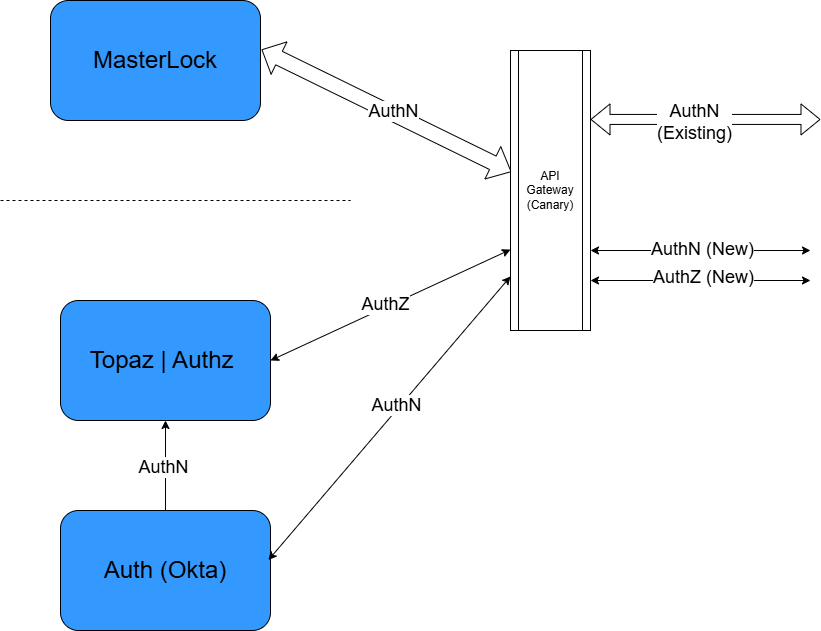 MasterLock
AuthN
AuthN
(Existing)
API
Gateway
(Canary)
AuthN (New)
AuthZ (New)
AuthZ
Topaz | Authz
AuthN
AuthN
Auth (Okta)